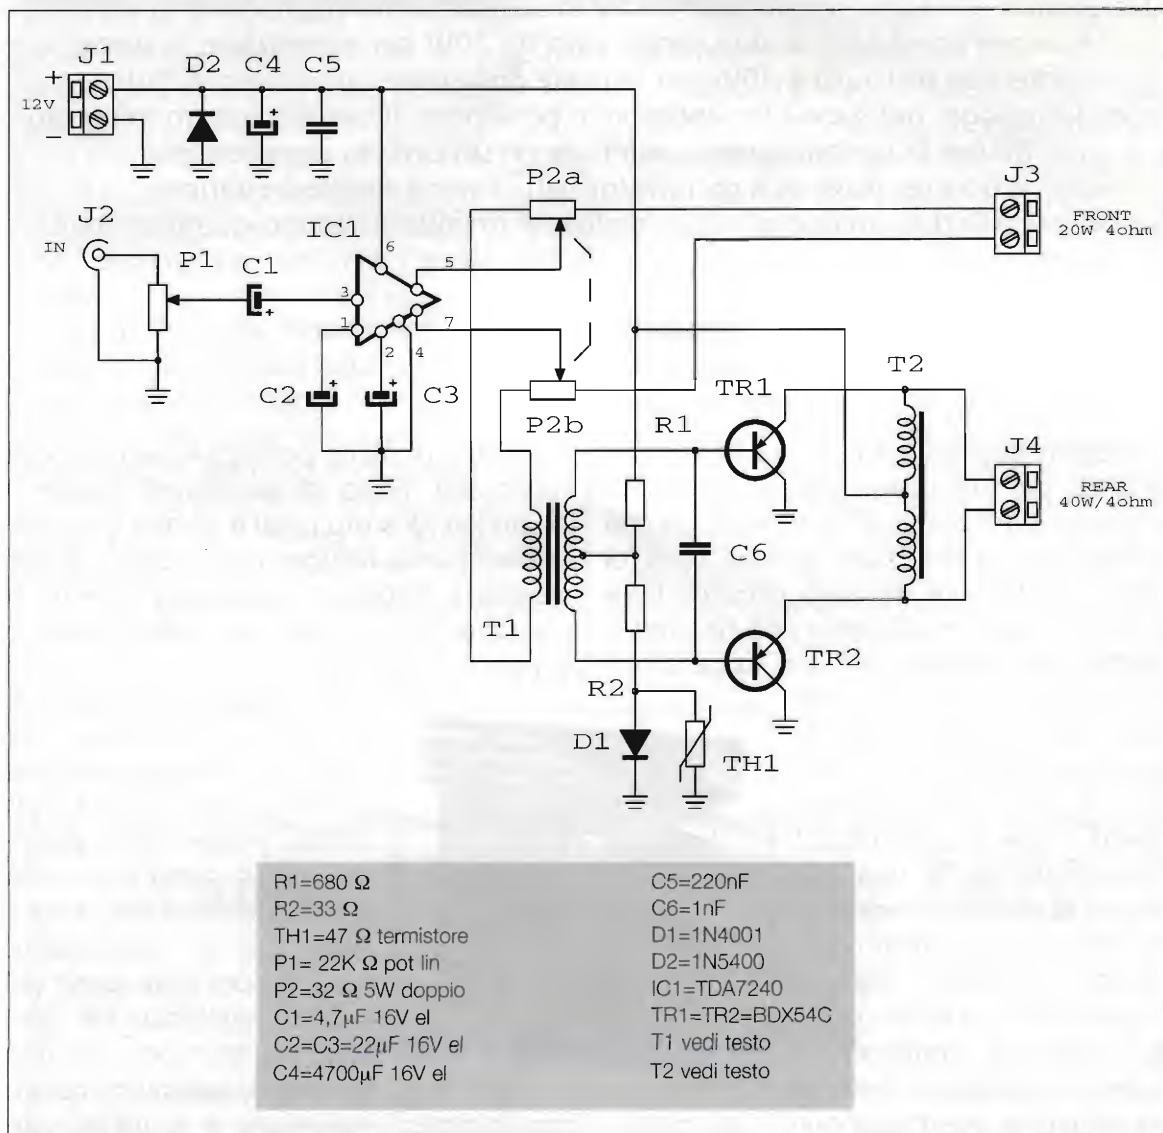 J1
D2
C4
C5
+
12V
−
P2a
J3
FRONT
20W 4ohm
J2
IN
P1
C1
IC1
6
5
3
1
7
2
4
C2
C3
P2b
R1
TR1
T2
J4
REAR
40W/4ohm
C6
T1
R2
TR2
D1
TH1
R1=680 Ω
R2=33 Ω
TH1=47 Ω termistore
P1= 22K Ω pot lin
P2=32 Ω 5W doppio
C1=4,7µF 16V el
C2=C3=22µF 16V el
C4=4700µF 16V el
C5=220nF
C6=1nF
D1=1N4001
D2=1N5400
IC1=TDA7240
TR1=TR2=BDX54C
T1 vedi testo
T2 vedi testo